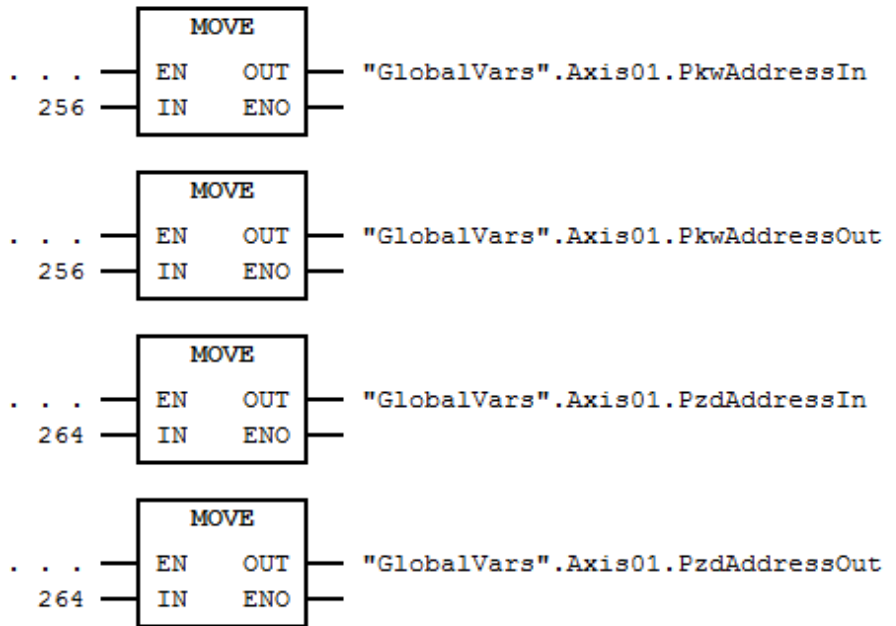 MOVE
. . . EN OUT "GlobalVars".Axis01.PkwAddressIn
256 IN ENO
MOVE
. . . EN OUT "GlobalVars".Axis01.PkwAddressOut
256 IN ENO
MOVE
. . . EN OUT "GlobalVars".Axis01.PzdAddressIn
264 IN ENO
MOVE
. . . EN OUT "GlobalVars".Axis01.PzdAddressOut
264 IN ENO